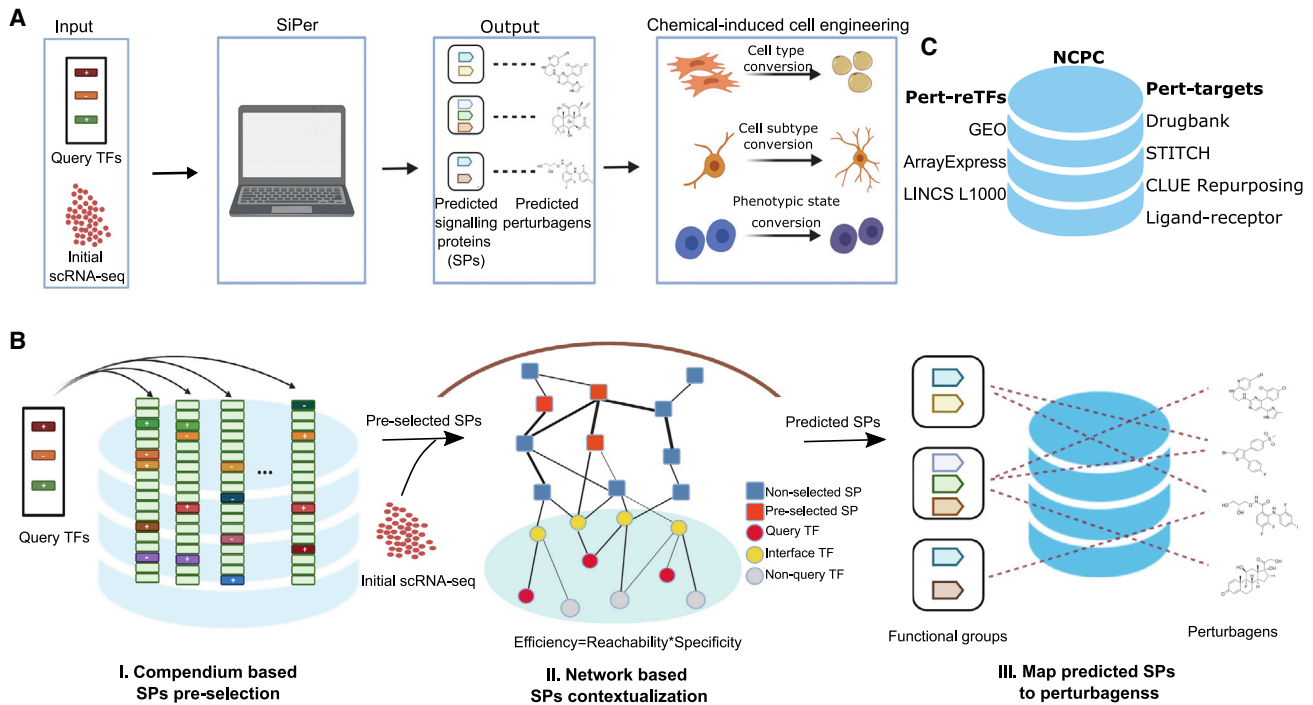 A
Input
SiPer
Output
Chemical-induced cell engineering
+
-
+
Query TFs
Initial
scRNA-seq
Predicted
signalling
proteins
(SPs)
Predicted
perturbagens
Cell type
conversion
Cell subtype
conversion
Phenotypic state
conversion
C
NCPC
Pert-reTFs
GEO
ArrayExpress
LINCS L1000
Pert-targets
Drugbank
STITCH
CLUE Repurposing
Ligand-receptor
B
+
-
+
Query TFs
...
Pre-selected SPs
Initial scRNA-seq
Predicted SPs
Non-selected SP
Pre-selected SP
Query TF
Interface TF
Non-query TF
Efficiency=Reachability*Specificity
Functional groups
Perturbagens
I. Compendium based
SPs pre-selection
II. Network based
SPs contextualization
III. Map predicted SPs
to perturbagenss